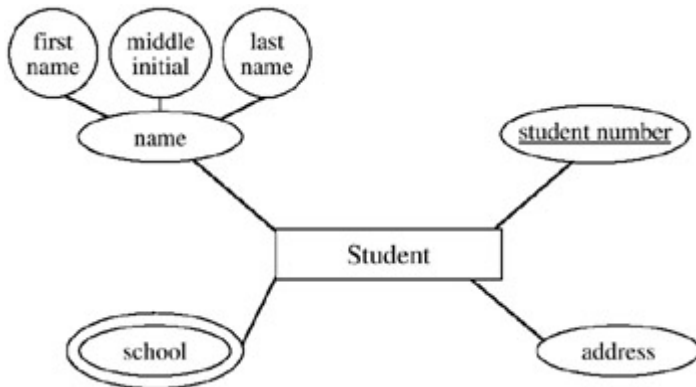 first
name
middle
initial
last
name
name
student number
Student
school
address